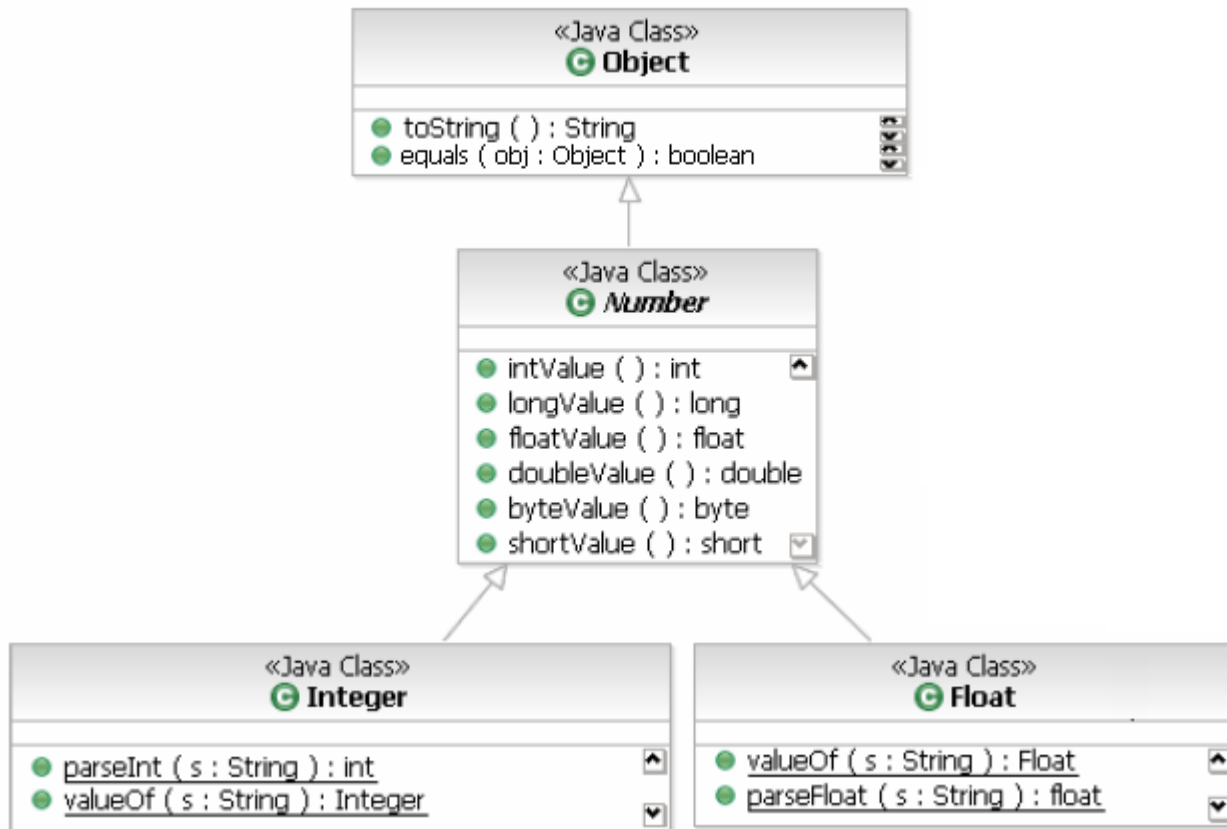 «Java Class»
C Object
toString ( ) : String
equals ( obj : Object ) : boolean
«Java Class»
C Number
intValue ( ) : int
longValue ( ) : long
floatValue ( ) : float
doubleValue ( ) : double
byteValue ( ) : byte
shortValue ( ) : short
«Java Class»
C Integer
parseInt ( s : String ) : int
valueOf ( s : String ) : Integer
«Java Class»
C Float
valueOf ( s : String ) : Float
parseFloat ( s : String ) : float